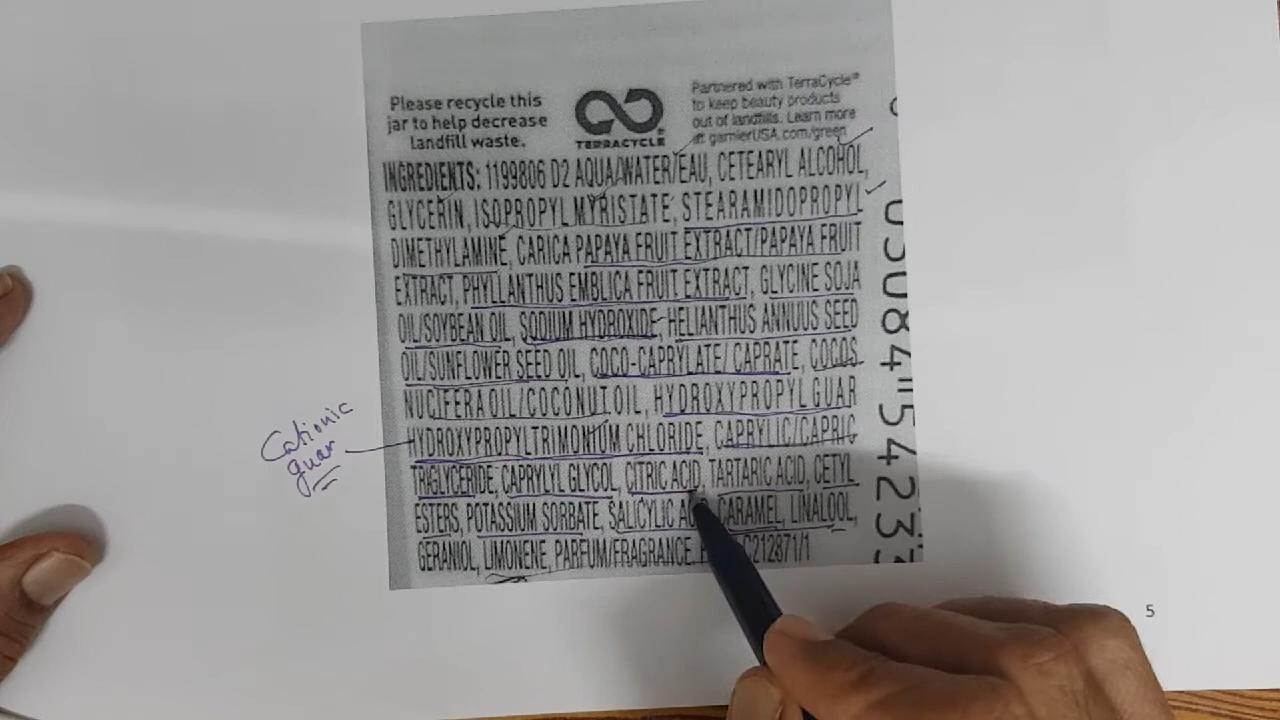 Please recycle this
jar to help decrease
landfill waste.
TERRACYCLE
Partnered with TerraCycle
to keep beauty products
out of landfills. Learn more
at garnierUSA.com/green
INGREDIENTS: 1199806 D2 AQUA/WATER/EAU, CETEARYL ALCOHOL,
GLYCERIN, ISOPROPYL MYRISTATE, STEARAMIDOPROPYL
DIMETHYLAMINE, CARICA PAPAYA FRUIT EXTRACT/PAPAYA FRUIT
EXTRACT, PHYLLANTHUS EMBLICA FRUIT EXTRACT, GLYCINE SOJA
OIL/SOYBEAN OIL, SODIUM HYDROXIDE, HELIANTHUS ANNUUS SEED
OIL/SUNFLOWER SEED OIL, COCO-CAPRYLATE/ CAPRATE, COCOS
NUCIFERA OIL/COCONUT OIL, HYDROXYPROPYL GUAR
HYDROXYPROPYLTRIMONIUM CHLORIDE, CAPRYLIC/CAPRIC
TRIGLYCERIDE, CAPRYLYL GLYCOL, CITRIC ACID, TARTARIC ACID, CETYL
ESTERS, POTASSIUM SORBATE, SALICYLIC CARAMEL, LINALOOL,
GERANIOL, LIMONENE, PARFUM/FRAGRANCE. C212871/1
Cationic
guar
5